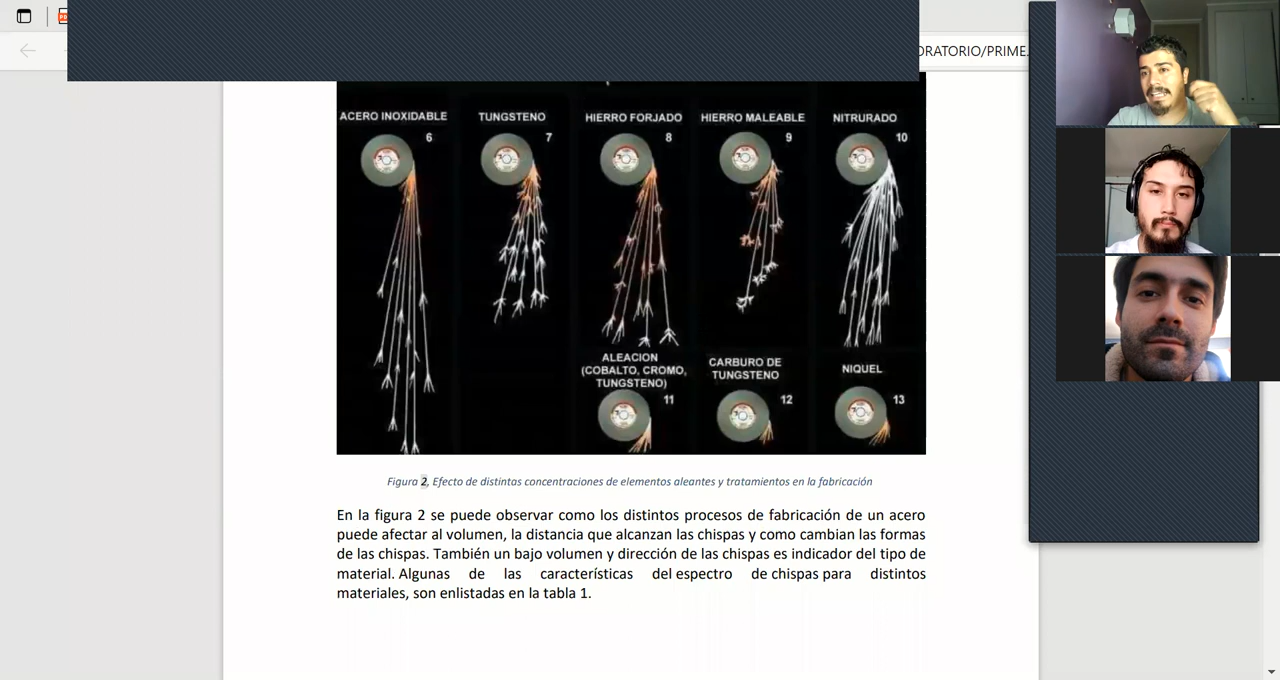 ORATORIO/PRIME.
ACERO INOXIDABLE
6
TUNGSTENO
7
HIERRO FORJADO
8
HIERRO MALEABLE
9
NITRURADO
10
ALEACION
(COBALTO, CROMO,
TUNGSTENO)
11
CARBURO DE
TUNGSTENO
12
NIQUEL
13
Figura 2, Efecto de distintas concentraciones de elementos aleantes y tratamientos en la fabricación
En la figura 2 se puede observar como los distintos procesos de fabricación de un acero
puede afectar al volumen, la distancia que alcanzan las chispas y como cambian las formas
de las chispas. También un bajo volumen y dirección de las chispas es indicador del tipo de
material. Algunas de las características del espectro de chispas para distintos
materiales, son enlistadas en la tabla 1.